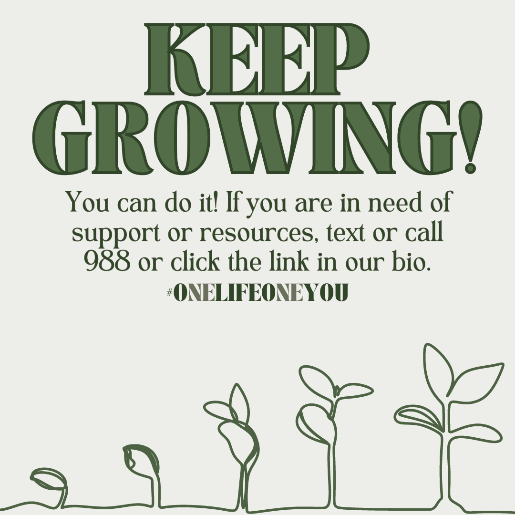 KEEP
GROWING!
You can do it! If you are in need of
support or resources, text or call
988 or click the link in our bio.
#ONELIFEONEYOU